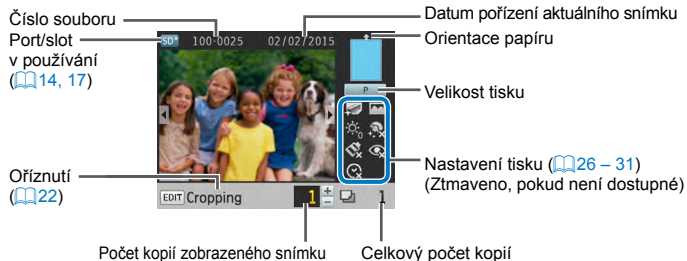 Číslo souboru
Datum pořízení aktuálního snímku
Port/slot
v používání
(14, 17)
Orientace papíru
SD
100-0025
02/02/2015
P
Velikost tisku
Nastavení tisku (26 – 31)
(Ztmaveno, pokud není dostupné)
Oříznutí
(22)
EDIT Cropping
1
+
-
1
Počet kopií zobrazeného snímku
Celkový počet kopií